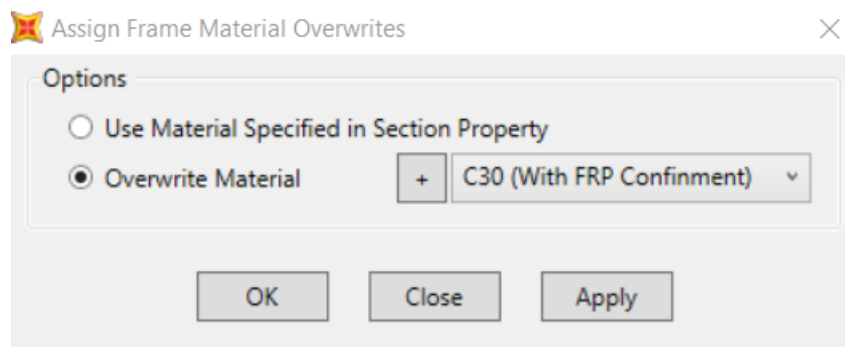 Assign Frame Material Overwrites
Options
Use Material Specified in Section Property
Overwrite Material + C30 (With FRP Confinment)
OK Close Apply